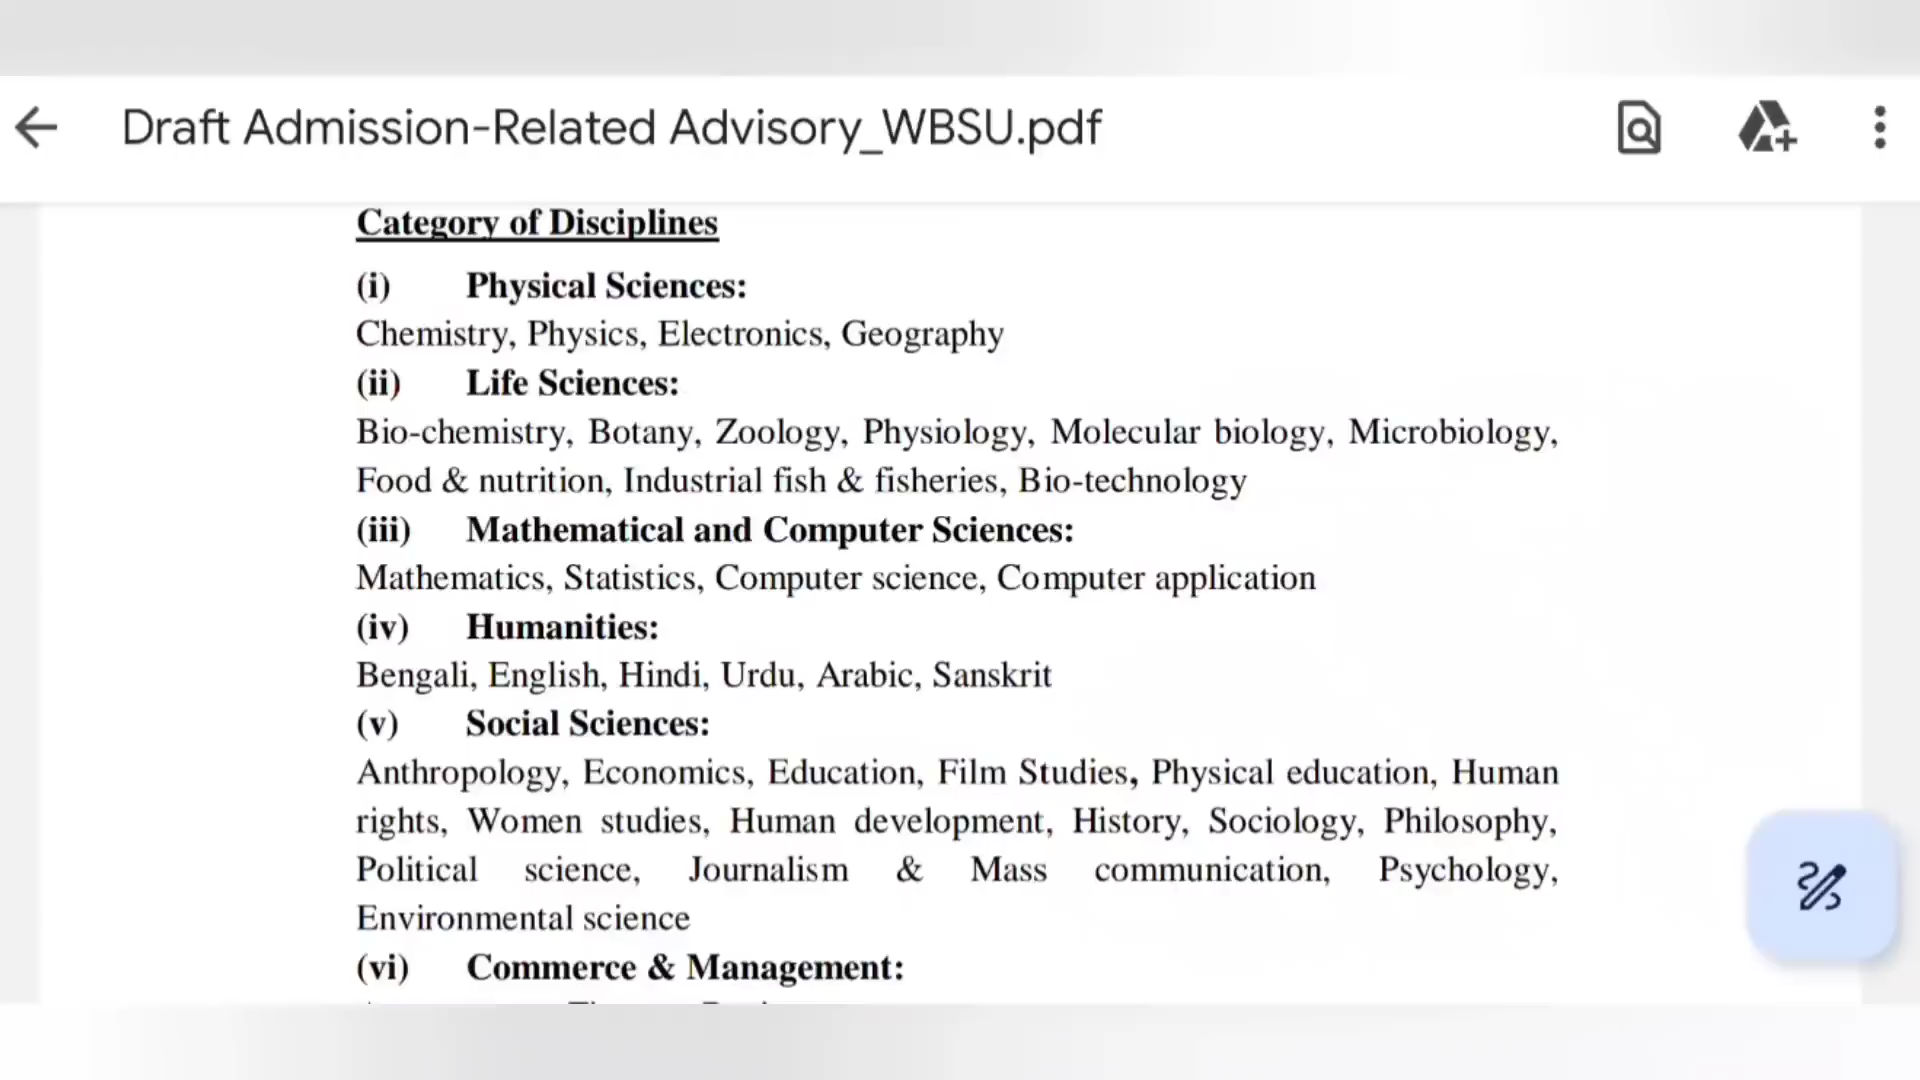 Draft Admission-Related Advisory_WBSU.pdf
Category of Disciplines
(i) Physical Sciences:
Chemistry, Physics, Electronics, Geography
(ii) Life Sciences:
Bio-chemistry, Botany, Zoology, Physiology, Molecular biology, Microbiology,
Food & nutrition, Industrial fish & fisheries, Bio-technology
(iii) Mathematical and Computer Sciences:
Mathematics, Statistics, Computer science, Computer application
(iv) Humanities:
Bengali, English, Hindi, Urdu, Arabic, Sanskrit
(v) Social Sciences:
Anthropology, Economics, Education, Film Studies, Physical education, Human
rights, Women studies, Human development, History, Sociology, Philosophy,
Political science, Journalism & Mass communication, Psychology,
Environmental science
(vi) Commerce & Management: